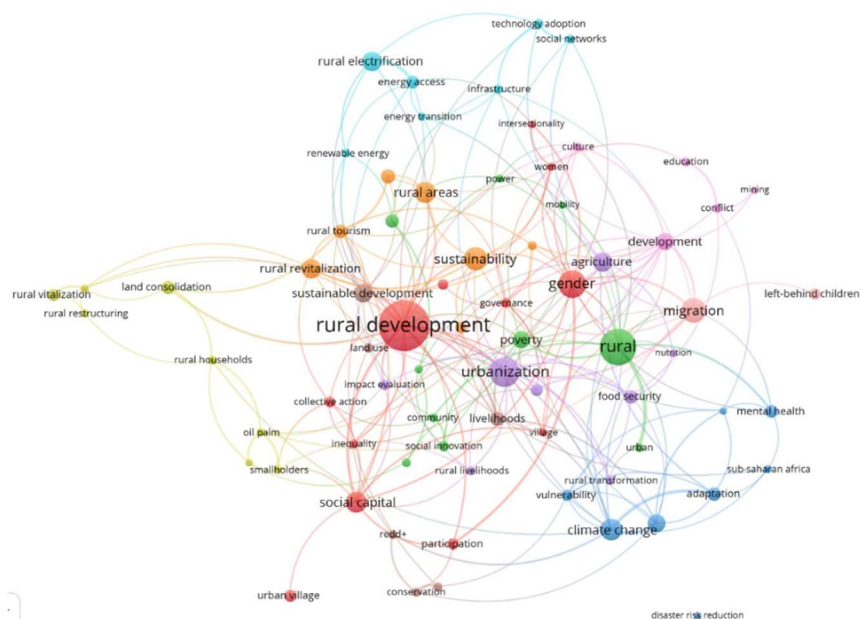 technology adoption
social networks
rural electrification
energy access
infrastructure
energy transition
intersectionality
culture
renewable energy
women
education
power
mining
rural areas
mobility
conflict
rural tourism
development
sustainability
agriculture
rural revitalization
gender
land consolidation
rural vitalization
sustainable development
left-behind children
governance
migration
rural restructuring
rural development
poverty
rural
land use
nutrition
rural households
urbanization
impact evaluation
food security
collective action
mental health
community
livelihoods
oil palm
village
inequality
social innovation
urban
smallholders
rural livelihoods
sub-saharan africa
rural transformation
vulnerability
adaptation
social capital
climate change
redd+
participation
conservation
urban village
disaster risk reduction